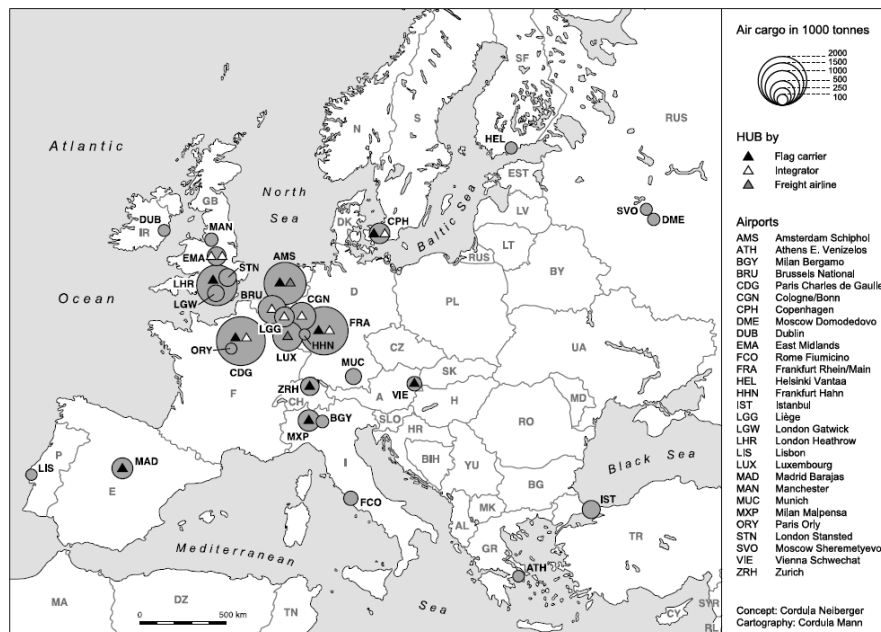 Atlantic
Ocean
North
Sea
Baltic Sea
Black Sea
Mediterranean
Sea
SF
N
S
RUS
HEL
EST
LV
LT
RUS
BY
SVO
DME
GB
DUB
IR
MAN
DK
CPH
EMA
STN
LHR
LGW
AMS
BRU
D
PL
CGN
LGG
FRA
HHN
LUX
ORY
CDG
F
CZ
UA
SK
MUC
ZRH
CH
A
VIE
H
MD
RO
SLO
HR
MXP
BGY
BIH
YU
BG
P
LIS
MAD
E
I
FCO
MK
AL
GR
IST
TR
ATH
MA
DZ
TN
CY
SYR
RL
0 500 km
Air cargo in 1000 tonnes
2000
1500
1000
500
250
100
HUB by
Flag carrier
Integrator
Freight airline
Airports
AMS Amsterdam Schiphol
ATH Athens E. Venizelos
BGY Milan Bergamo
BRU Brussels National
CDG Paris Charles de Gaulle
CGN Cologne/Bonn
CPH Copenhagen
DME Moscow Domodedovo
DUB Dublin
EMA East Midlands
FCO Rome Fiumicino
FRA Frankfurt Rhein/Main
HEL Helsinki Vantaa
HHN Frankfurt Hahn
IST Istanbul
LGG Liège
LGW London Gatwick
LHR London Heathrow
LIS Lisbon
LUX Luxembourg
MAD Madrid Barajas
MAN Manchester
MUC Munich
MXP Milan Malpensa
ORY Paris Orly
STN London Stansted
SVO Moscow Sheremetyevo
VIE Vienna Schwechat
ZRH Zurich
Concept: Cordula Neiberger
Cartography: Cordula Mann